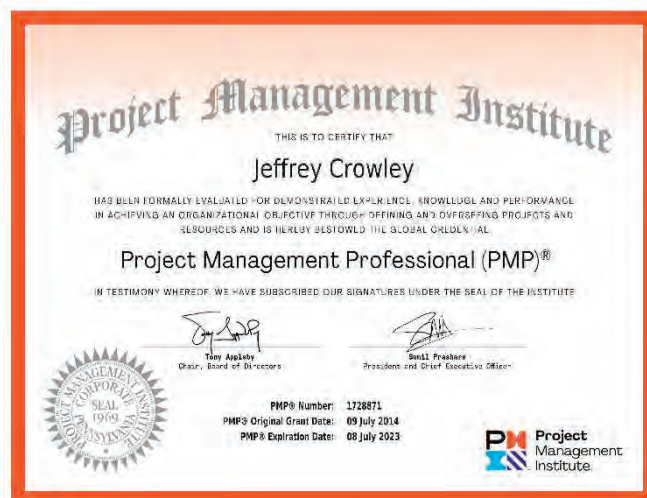 Project Management Institute
THIS IS TO CERTIFY THAT
Jeffrey Crowley
HAS BEEN FORMALLY EVALUATED FOR DEMONSTRATED EXPERIENCE, KNOWLEDGE AND PERFORMANCE
IN ACHIEVING AN ORGANIZATIONAL OBJECTIVE THROUGH DEFINING AND OVERSEEING PROJECTS AND
RESOURCES AND IS HEREBY BESTOWED THE GLOBAL CREDENTIAL
Project Management Professional (PMP)®
IN TESTIMONY WHEREOF, WE HAVE SUBSCRIBED OUR SIGNATURES UNDER THE SEAL OF THE INSTITUTE
Tony Appleby
Chair, Board of Directors
Sunil Prashara
President and Chief Executive Officer
PROJECT MANAGEMENT INSTITUTE
CORPORATE
SEAL
1969
PENNSYLVANIA
PMP® Number: 1728871
PMP® Original Grant Date: 09 July 2014
PMP® Expiration Date: 08 July 2023
PM
Project
Management
Institute.